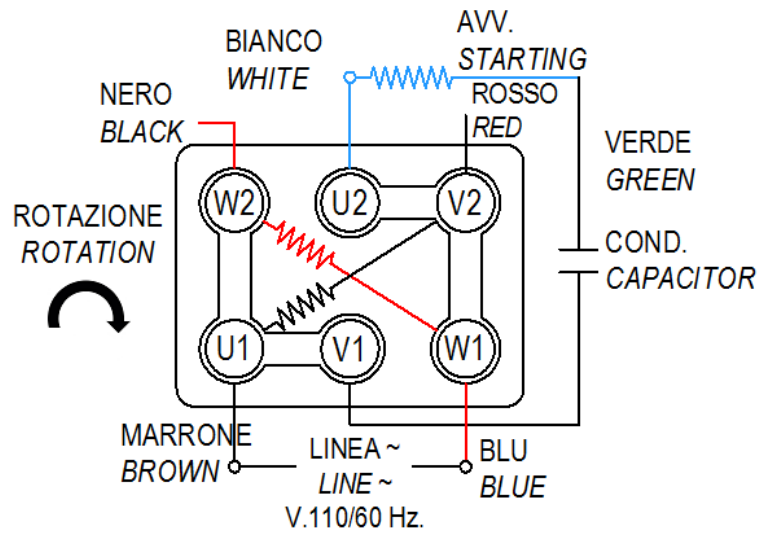 AVV.
STARTING
BIANCO
WHITE
ROSSO
RED
NERO
BLACK
VERDE
GREEN
W2
U2
V2
ROTAZIONE
ROTATION
COND.
CAPACITOR
U1
V1
W1
MARRONE
BROWN
LINEA ~
LINE ~
V.110/60 Hz.
BLU
BLUE